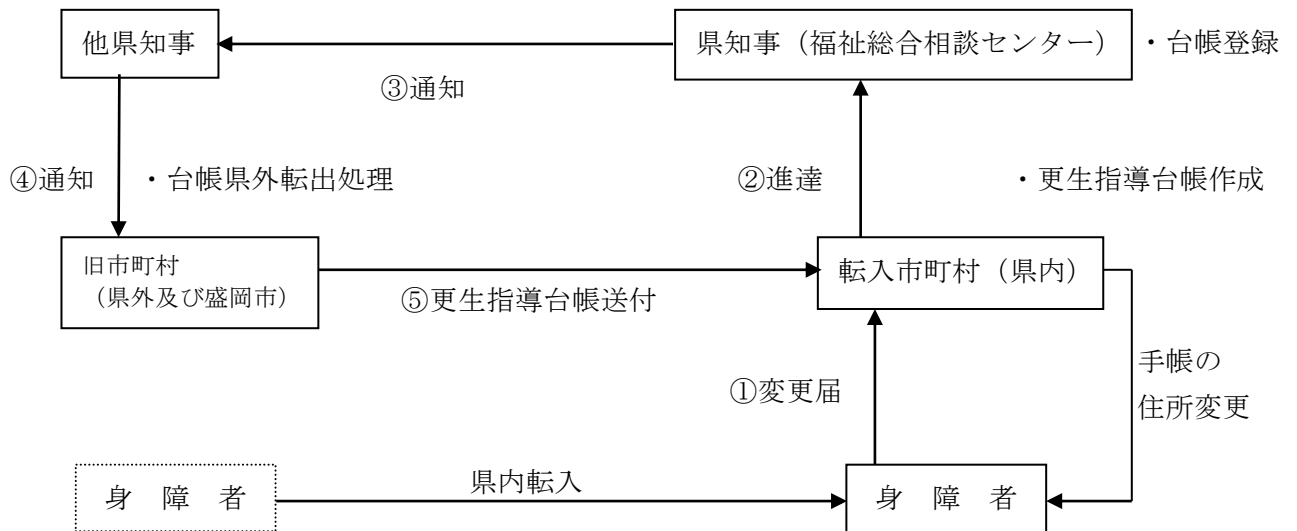 他県知事
県知事（福祉総合相談センター）
・台帳登録
③通知
④通知
・台帳県外転出処理
②進達
・更生指導台帳作成
旧市町村
（県外及び盛岡市）
転入市町村（県内）
⑤更生指導台帳送付
①変更届
手帳の
住所変更
身　障　者
県内転入
身　障　者